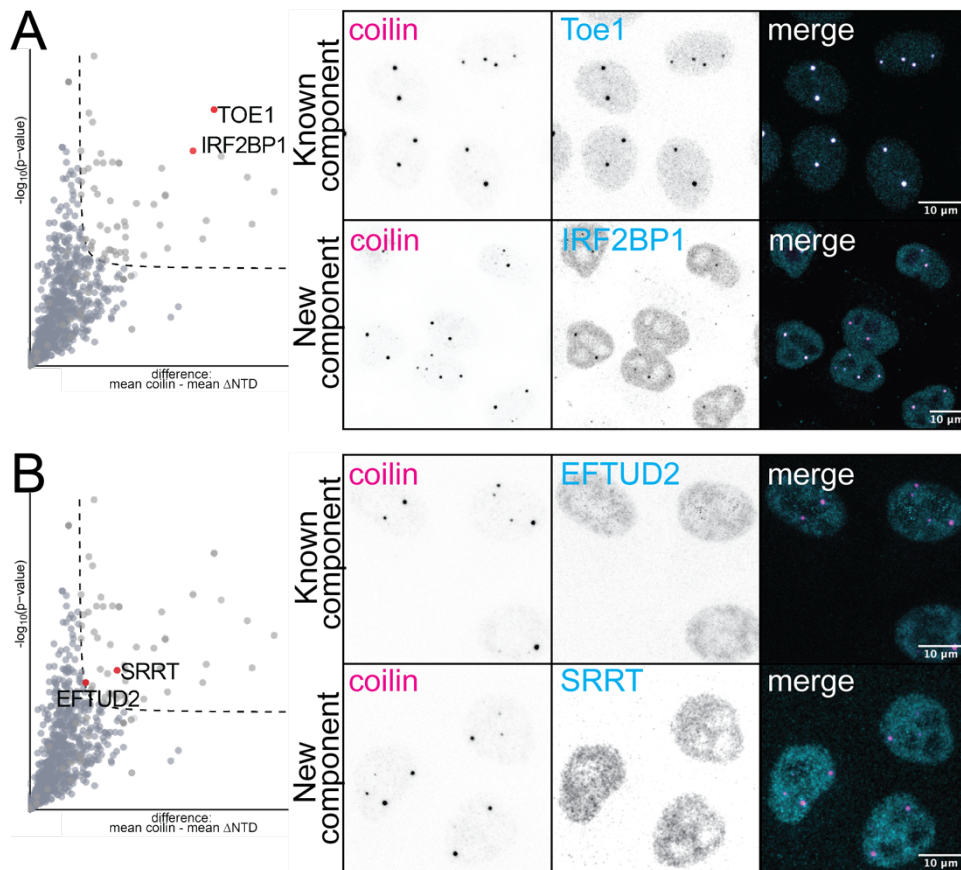 A
-log10(p-value)
TOE1
IRF2BP1
difference:
mean coilin - mean ΔNTD
Known
component
coilin
Toe1
merge
10 μm
New
component
coilin
IRF2BP1
merge
10 μm
B
-log10(p-value)
SRRT
EFTUD2
difference:
mean coilin - mean ΔNTD
Known
component
coilin
EFTUD2
merge
10 μm
New
component
coilin
SRRT
merge
10 μm